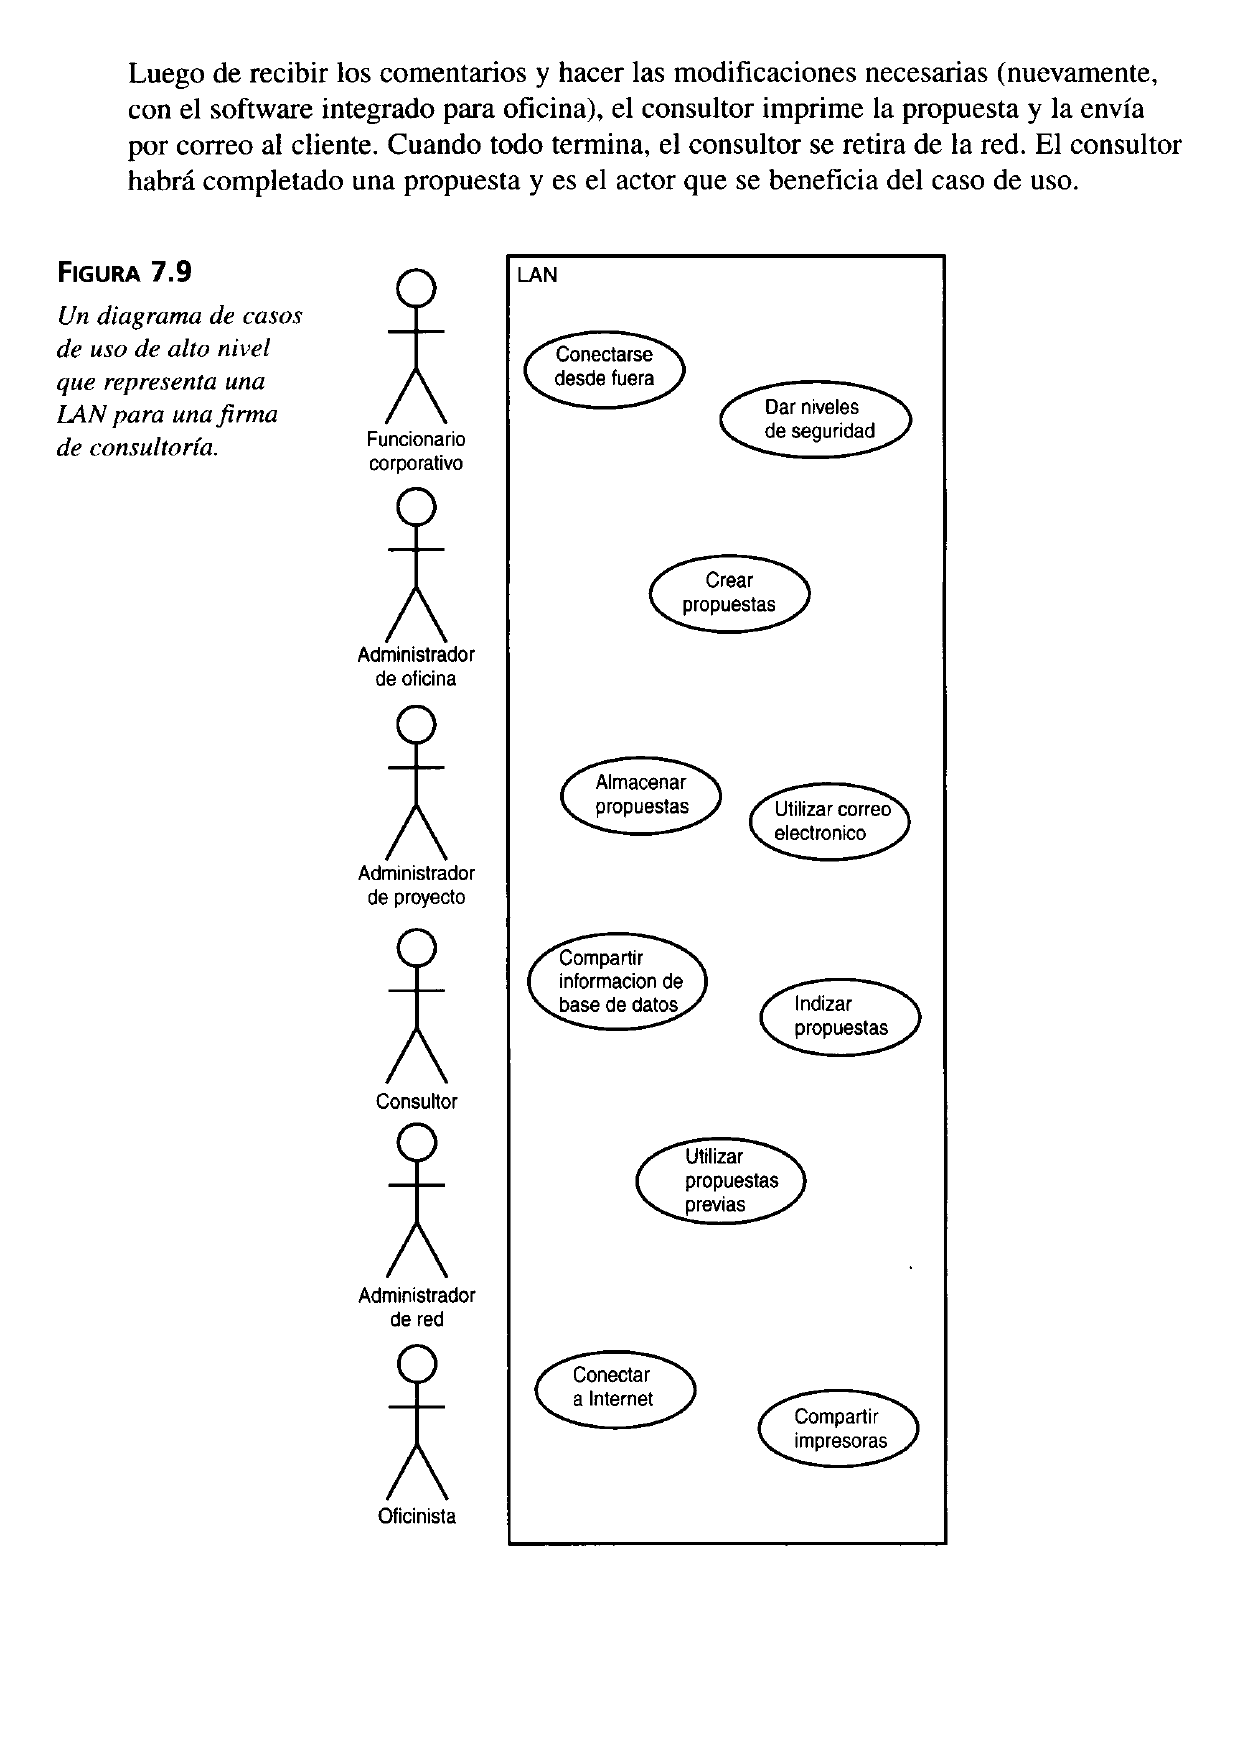 Luego de recibir los comentarios y hacer las modificaciones necesarias (nuevamente,
con el software integrado para oficina), el consultor imprime la propuesta y la envía
por correo al cliente. Cuando todo termina, el consultor se retira de la red. El consultor
habrá completado una propuesta y es el actor que se beneficia del caso de uso.
FIGURA 7.9
Un diagrama de casos
de uso de alto nivel
que representa una
LAN para una firma
de consultoría.
Funcionario
corporativo
Administrador
de oficina
Administrador
de proyecto
Consultor
Administrador
de red
Oficinista
LAN
Conectarse
desde fuera
Dar niveles
de seguridad
Crear
propuestas
Almacenar
propuestas
Utilizar correo
electronico
Compartir
informacion de
base de datos
Indizar
propuestas
Utilizar
propuestas
previas
Conectar
a Internet
Compartir
impresoras